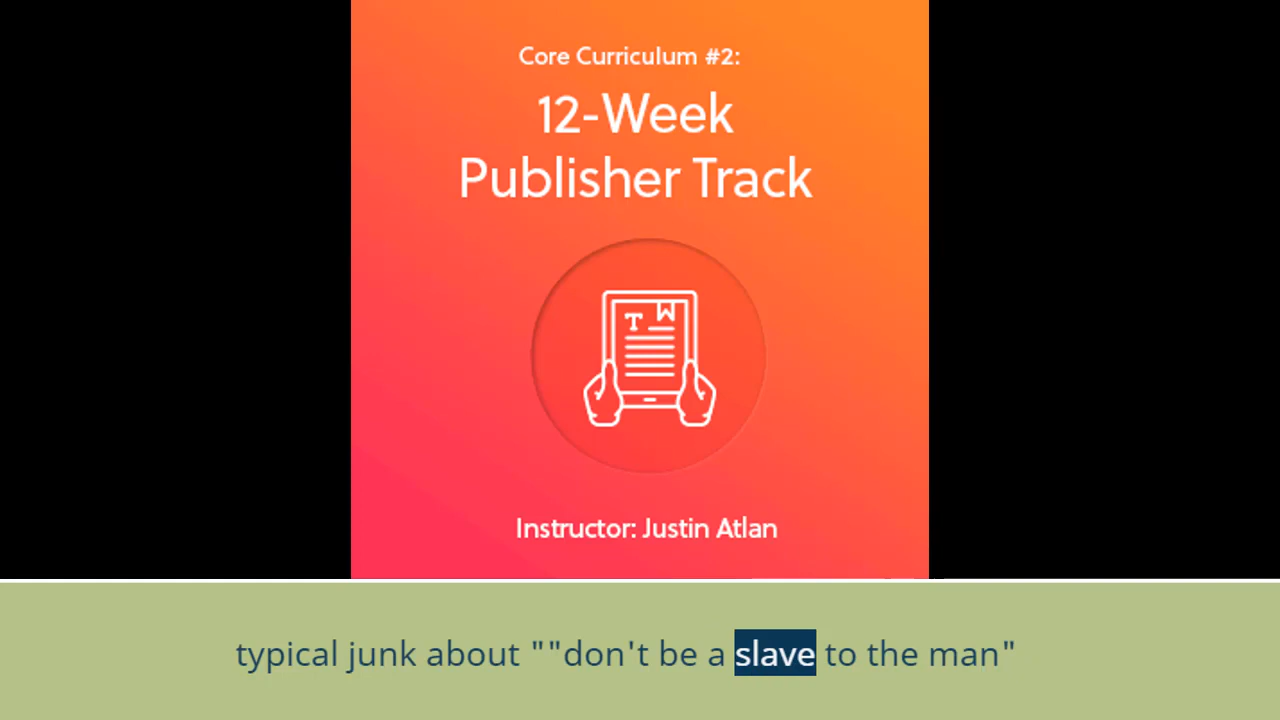 Core Curriculum #2:
12-Week
Publisher Track
T
Instructor: Justin Atlan
typical junk about ""don't be a slave to the man"